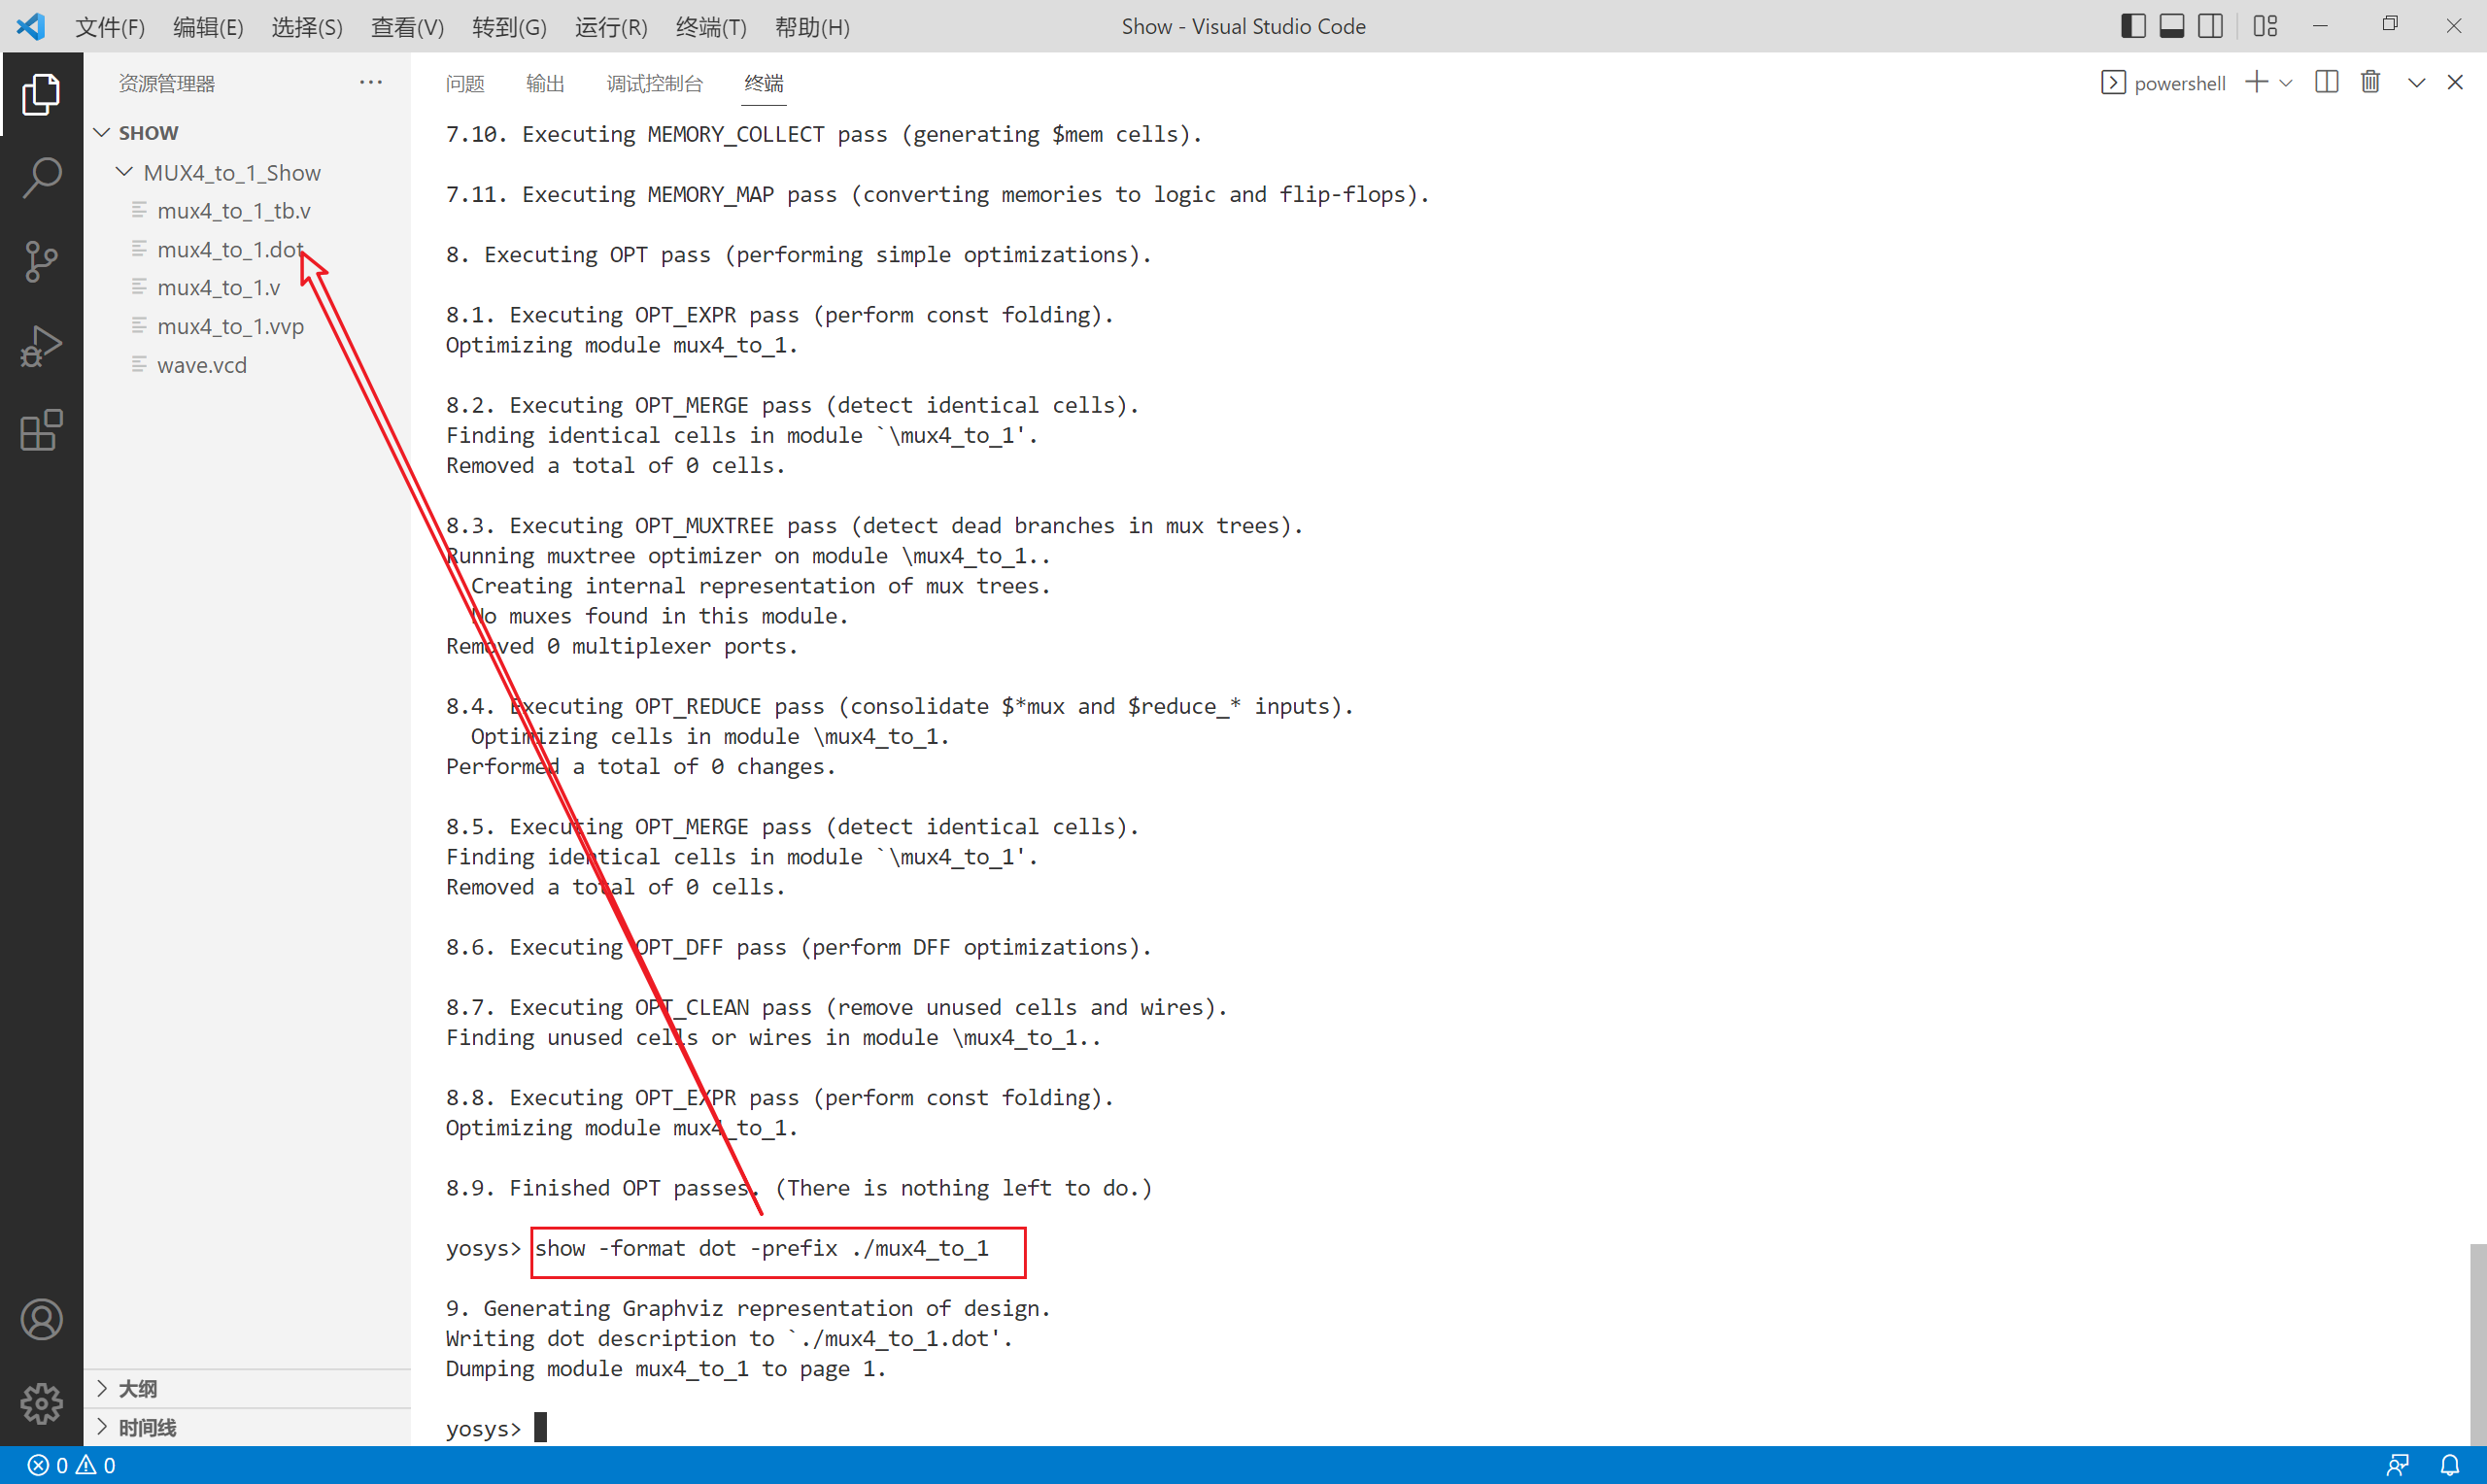 文件(F) 编辑(E) 选择(S) 查看(V) 转到(G) 运行(R) 终端(T) 帮助(H) Show - Visual Studio Code
资源管理器 ···
SHOW
MUX4_to_1_Show
mux4_to_1_tb.v
mux4_to_1.dot
mux4_to_1.v
mux4_to_1.vvp
wave.vcd
大纲
时间线
问题 输出 调试控制台 终端 powershell
7.10. Executing MEMORY_COLLECT pass (generating $mem cells).
7.11. Executing MEMORY_MAP pass (converting memories to logic and flip-flops).
8. Executing OPT pass (performing simple optimizations).
8.1. Executing OPT_EXPR pass (perform const folding).
Optimizing module mux4_to_1.
8.2. Executing OPT_MERGE pass (detect identical cells).
Finding identical cells in module `\mux4_to_1'.
Removed a total of 0 cells.
8.3. Executing OPT_MUXTREE pass (detect dead branches in mux trees).
Running muxtree optimizer on module \mux4_to_1..
Creating internal representation of mux trees.
No muxes found in this module.
Removed 0 multiplexer ports.
8.4. Executing OPT_REDUCE pass (consolidate $*mux and $reduce_* inputs).
Optimizing cells in module \mux4_to_1.
Performed a total of 0 changes.
8.5. Executing OPT_MERGE pass (detect identical cells).
Finding identical cells in module `\mux4_to_1'.
Removed a total of 0 cells.
8.6. Executing OPT_DFF pass (perform DFF optimizations).
8.7. Executing OPT_CLEAN pass (remove unused cells and wires).
Finding unused cells or wires in module \mux4_to_1..
8.8. Executing OPT_EXPR pass (perform const folding).
Optimizing module mux4_to_1.
8.9. Finished OPT passes. (There is nothing left to do.)
yosys> show -format dot -prefix ./mux4_to_1
9. Generating Graphviz representation of design.
Writing dot description to `./mux4_to_1.dot'.
Dumping module mux4_to_1 to page 1.
yosys>
0 0